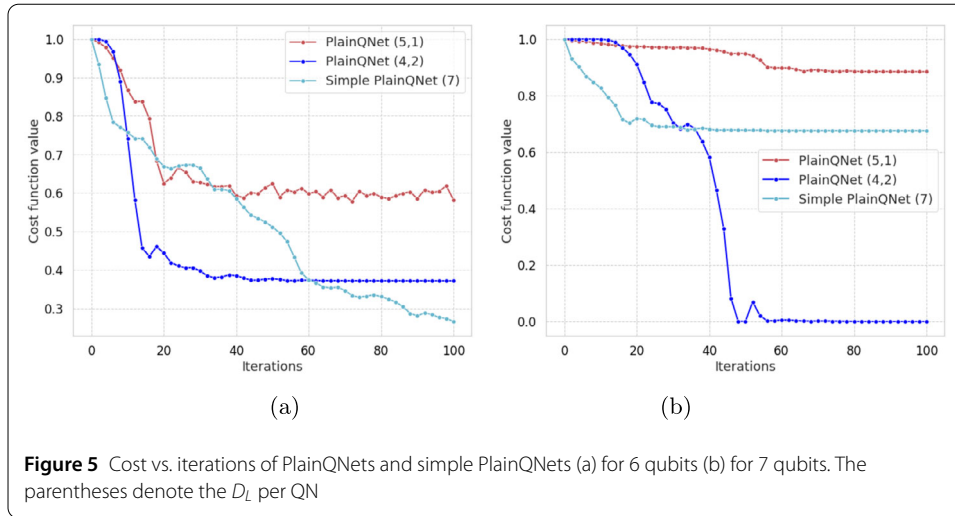 1.0
0.9
0.8
0.7
0.6
0.5
0.4
0.3
Cost function value
PlainQNet (5,1)
PlainQNet (4,2)
Simple PlainQNet (7)
0 20 40 60 80 100
Iterations
(a)
1.0
0.8
0.6
0.4
0.2
0.0
Cost function value
PlainQNet (5,1)
PlainQNet (4,2)
Simple PlainQNet (7)
0 20 40 60 80 100
Iterations
(b)
Figure 5 Cost vs. iterations of PlainQNets and simple PlainQNets (a) for 6 qubits (b) for 7 qubits. The
parentheses denote the D_L per QN